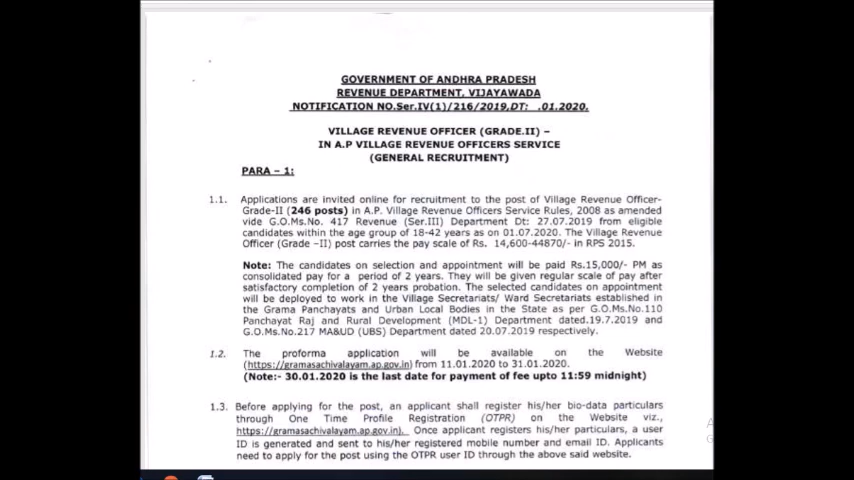 GOVERNMENT OF ANDHRA PRADESH
REVENUE DEPARTMENT, VIJAYAWADA
NOTIFICATION NO.Ser.IV(1)/216/2019,DT: .01.2020.
VILLAGE REVENUE OFFICER (GRADE.II) –
IN A.P VILLAGE REVENUE OFFICERS SERVICE
(GENERAL RECRUITMENT)
PARA – 1:
1.1. Applications are invited online for recruitment to the post of Village Revenue Officer-
Grade-II (246 posts) in A.P. Village Revenue Officers Service Rules, 2008 as amended
vide G.O.Ms.No. 417 Revenue (Ser.III) Department Dt: 27.07.2019 from eligible
candidates within the age group of 18-42 years as on 01.07.2020. The Village Revenue
Officer (Grade –II) post carries the pay scale of Rs. 14,600-44870/- in RPS 2015.
Note: The candidates on selection and appointment will be paid Rs.15,000/- PM as
consolidated pay for a period of 2 years. They will be given regular scale of pay after
satisfactory completion of 2 years probation. The selected candidates on appointment
will be deployed to work in the Village Secretariats/ Ward Secretariats established in
the Grama Panchayats and Urban Local Bodies in the State as per G.O.Ms.No.110
Panchayat Raj and Rural Development (MDL-1) Department dated.19.7.2019 and
G.O.Ms.No.217 MA&UD (UBS) Department dated 20.07.2019 respectively.
1.2. The proforma application will be available on the Website
(https://gramasachivalayam.ap.gov.in) from 11.01.2020 to 31.01.2020.
(Note:- 30.01.2020 is the last date for payment of fee upto 11:59 midnight)
1.3. Before applying for the post, an applicant shall register his/her bio-data particulars
through One Time Profile Registration (OTPR) on the Website viz.,
https://gramasachivalayam.ap.gov.in). Once applicant registers his/her particulars, a user
ID is generated and sent to his/her registered mobile number and email ID. Applicants
need to apply for the post using the OTPR user ID through the above said website.